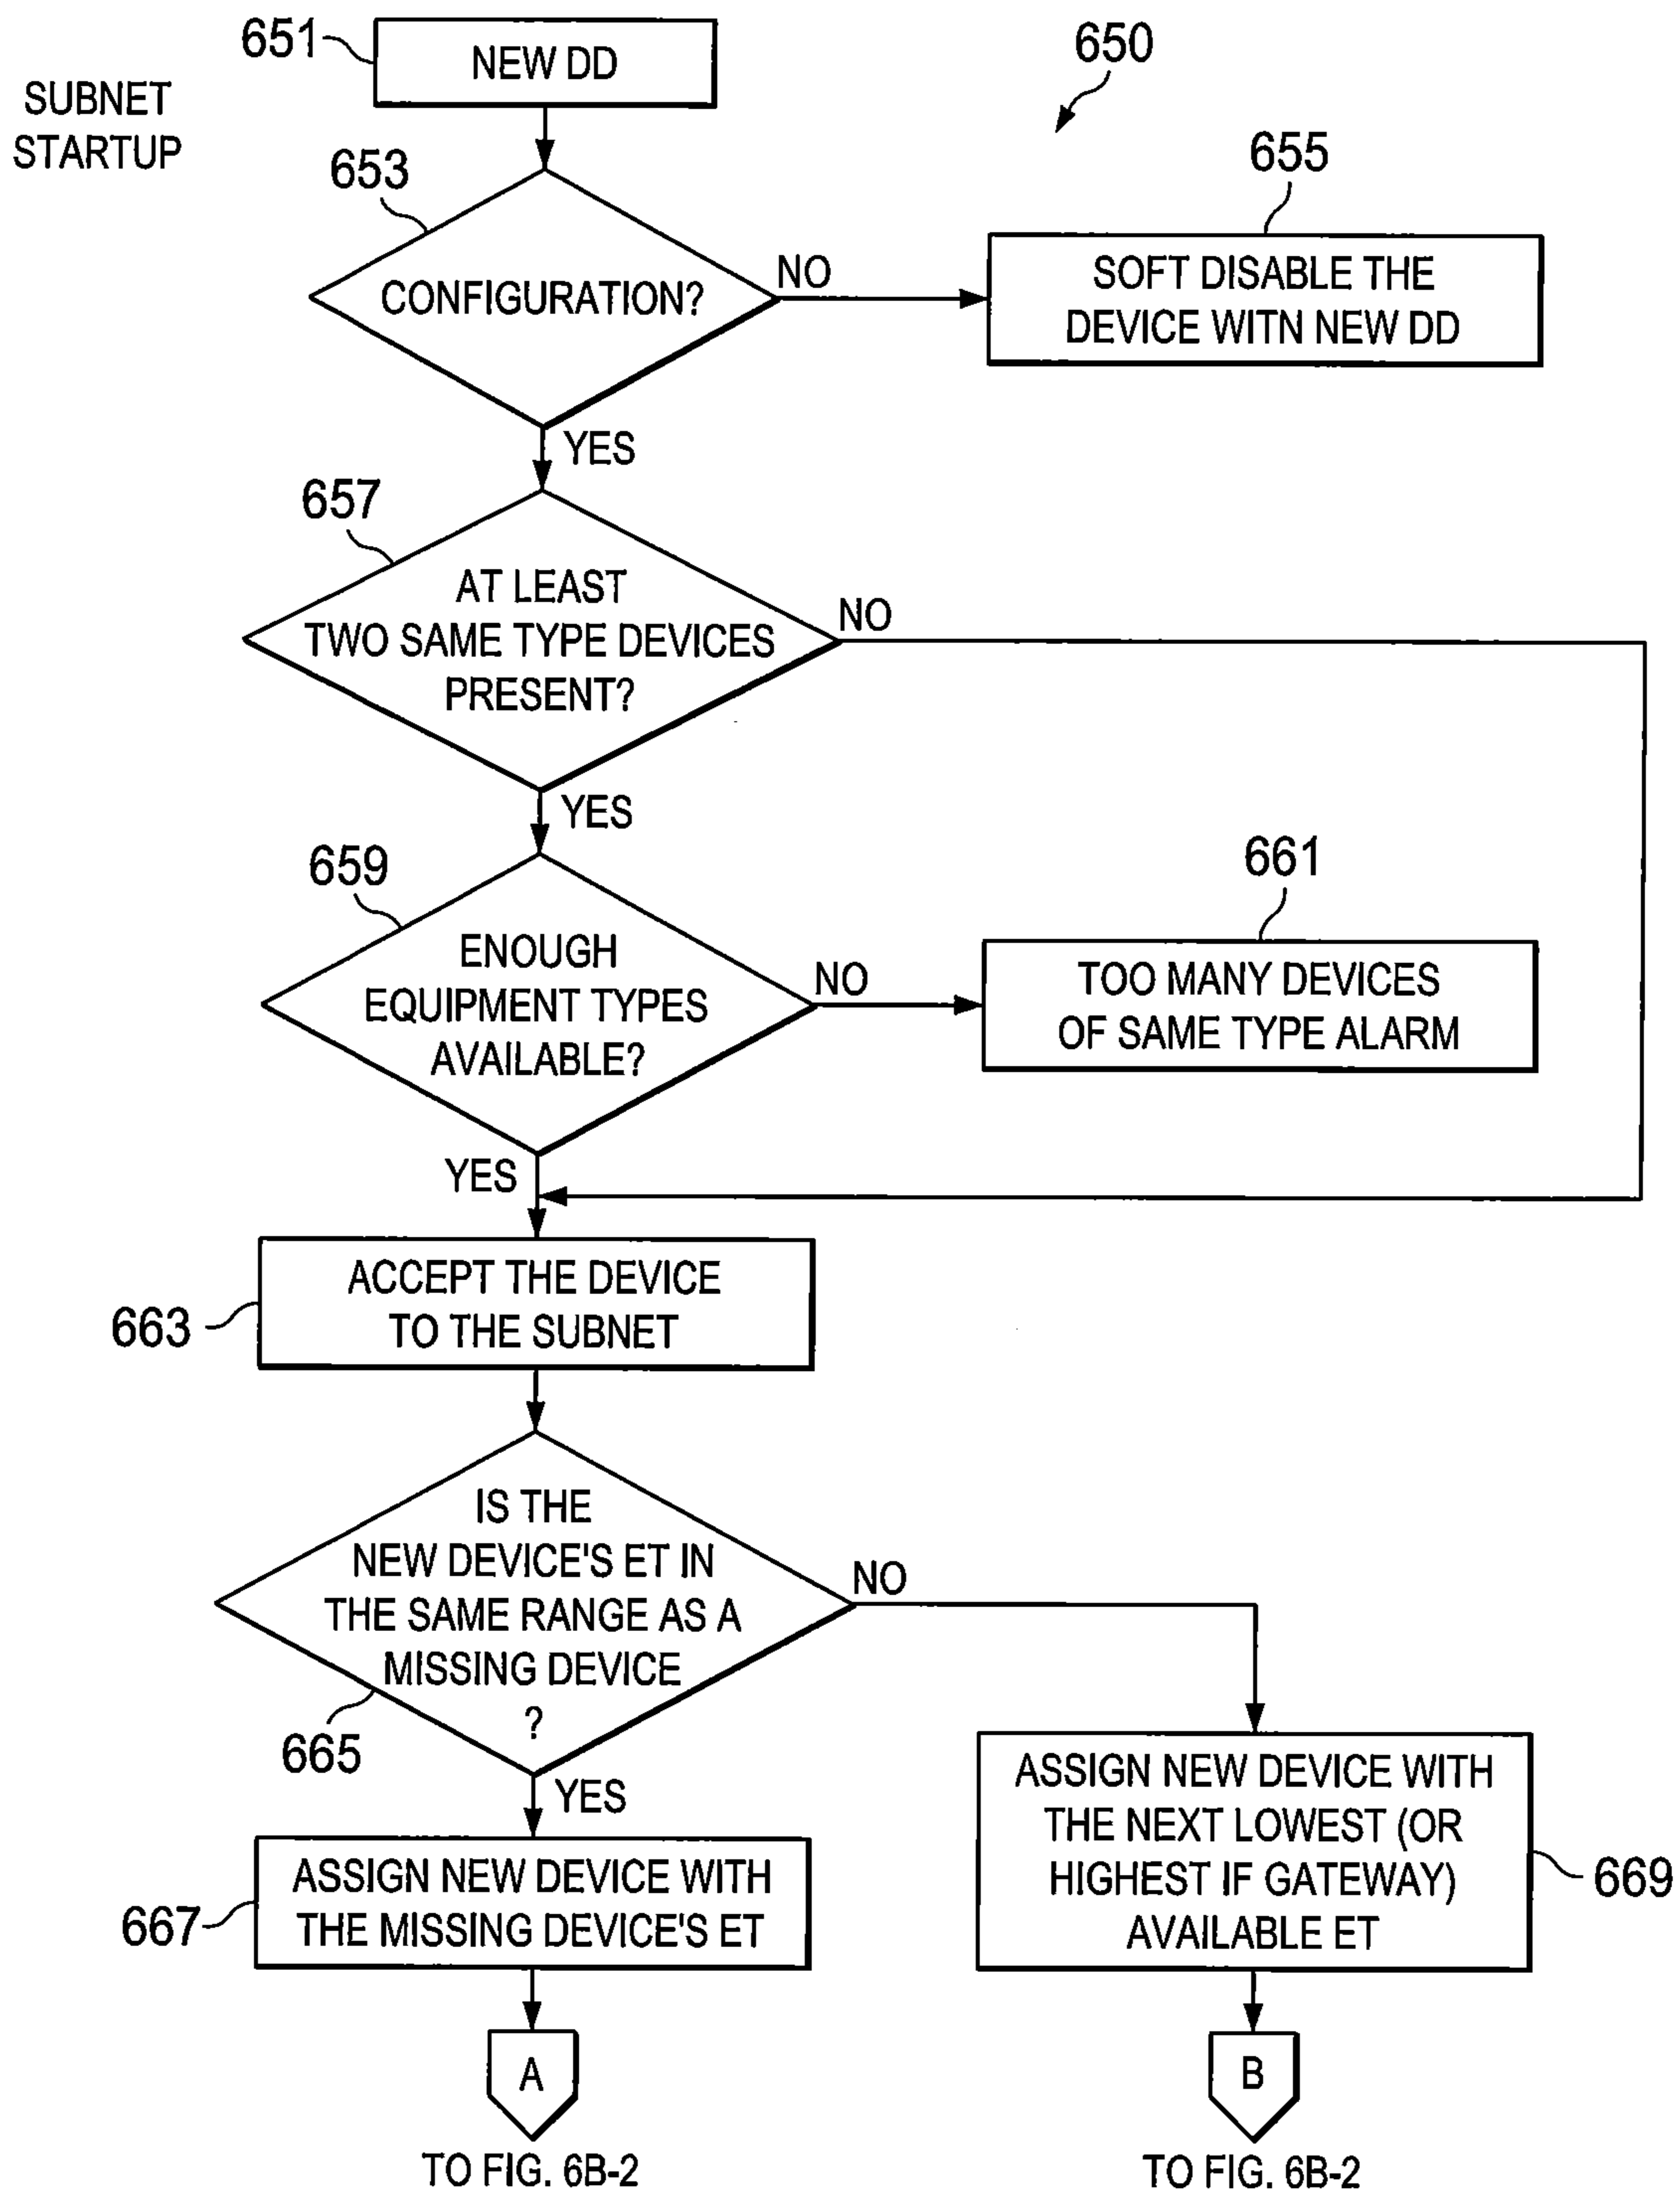 651
NEW DD
650
SUBNET
STARTUP
653
655
CONFIGURATION?
NO
SOFT DISABLE THE
DEVICE WITN NEW DD
YES
657
AT LEAST
TWO SAME TYPE DEVICES
PRESENT?
NO
YES
659
661
ENOUGH
EQUIPMENT TYPES
AVAILABLE?
NO
TOO MANY DEVICES
OF SAME TYPE ALARM
YES
ACCEPT THE DEVICE
TO THE SUBNET
663
IS THE
NEW DEVICE'S ET IN
THE SAME RANGE AS A
MISSING DEVICE
?
NO
665
YES
ASSIGN NEW DEVICE WITH
THE MISSING DEVICE'S ET
667
ASSIGN NEW DEVICE WITH
THE NEXT LOWEST (OR
HIGHEST IF GATEWAY)
AVAILABLE ET
669
A
TO FIG. 6B-2
B
TO FIG. 6B-2